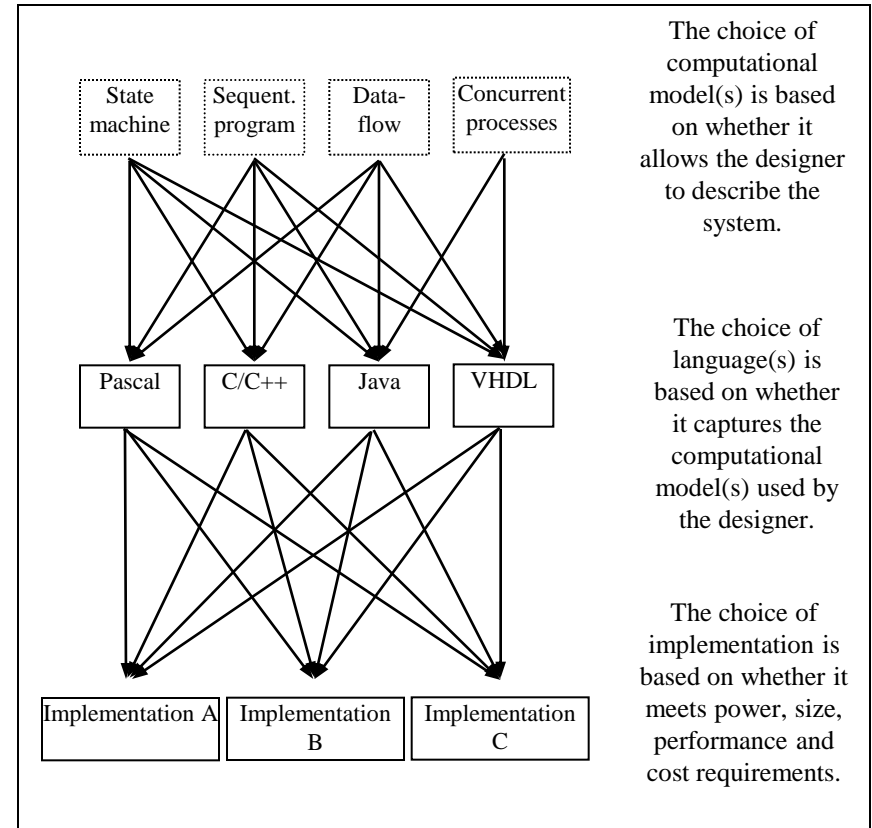 State
machine
Sequent.
program
Data-
flow
Concurrent
processes
The choice of
computational
model(s) is based
on whether it
allows the designer
to describe the
system.
Pascal
C/C++
Java
VHDL
The choice of
language(s) is
based on whether
it captures the
computational
model(s) used by
the designer.
Implementation A
Implementation
B
Implementation
C
The choice of
implementation is
based on whether it
meets power, size,
performance and
cost requirements.